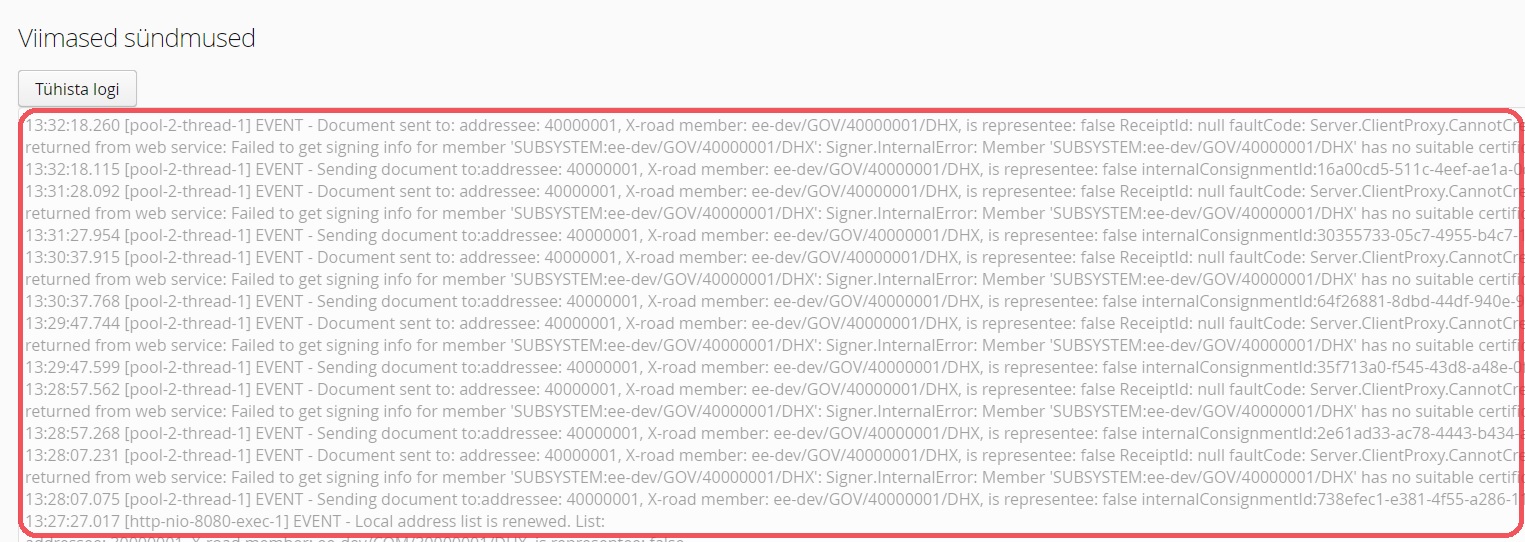 Viimased sündmused
Tühista logi
13:32:18.260 [pool-2-thread-1] EVENT - Document sent to: addressee: 40000001, X-road member: ee-dev/GOV/40000001/DHX, is representee: false ReceiptId: null faultCode: Server.ClientProxy.CannotCre
returned from web service: Failed to get signing info for member 'SUBSYSTEM:ee-dev/GOV/40000001/DHX': Signer.InternalError: Member 'SUBSYSTEM:ee-dev/GOV/40000001/DHX' has no suitable certifi
13:32:18.115 [pool-2-thread-1] EVENT - Sending document to:addressee: 40000001, X-road member: ee-dev/GOV/40000001/DHX, is representee: false internalConsignmentId:16a00cd5-511c-4eef-ae1a-0
13:31:28.092 [pool-2-thread-1] EVENT - Document sent to: addressee: 40000001, X-road member: ee-dev/GOV/40000001/DHX, is representee: false ReceiptId: null faultCode: Server.ClientProxy.CannotCre
returned from web service: Failed to get signing info for member 'SUBSYSTEM:ee-dev/GOV/40000001/DHX': Signer.InternalError: Member 'SUBSYSTEM:ee-dev/GOV/40000001/DHX' has no suitable certifi
13:31:27.954 [pool-2-thread-1] EVENT - Sending document to:addressee: 40000001, X-road member: ee-dev/GOV/40000001/DHX, is representee: false internalConsignmentId:30355733-05c7-4955-b4c7-
13:30:37.915 [pool-2-thread-1] EVENT - Document sent to: addressee: 40000001, X-road member: ee-dev/GOV/40000001/DHX, is representee: false ReceiptId: null faultCode: Server.ClientProxy.CannotCre
returned from web service: Failed to get signing info for member 'SUBSYSTEM:ee-dev/GOV/40000001/DHX': Signer.InternalError: Member 'SUBSYSTEM:ee-dev/GOV/40000001/DHX' has no suitable certifi
13:30:37.768 [pool-2-thread-1] EVENT - Sending document to:addressee: 40000001, X-road member: ee-dev/GOV/40000001/DHX, is representee: false internalConsignmentId:64f26881-8dbd-44df-940e-9
13:29:47.744 [pool-2-thread-1] EVENT - Document sent to: addressee: 40000001, X-road member: ee-dev/GOV/40000001/DHX, is representee: false ReceiptId: null faultCode: Server.ClientProxy.CannotCre
returned from web service: Failed to get signing info for member 'SUBSYSTEM:ee-dev/GOV/40000001/DHX': Signer.InternalError: Member 'SUBSYSTEM:ee-dev/GOV/40000001/DHX' has no suitable certifi
13:29:47.599 [pool-2-thread-1] EVENT - Sending document to:addressee: 40000001, X-road member: ee-dev/GOV/40000001/DHX, is representee: false internalConsignmentId:35f713a0-f545-43d8-a48e-0
13:28:57.562 [pool-2-thread-1] EVENT - Document sent to: addressee: 40000001, X-road member: ee-dev/GOV/40000001/DHX, is representee: false ReceiptId: null faultCode: Server.ClientProxy.CannotCre
returned from web service: Failed to get signing info for member 'SUBSYSTEM:ee-dev/GOV/40000001/DHX': Signer.InternalError: Member 'SUBSYSTEM:ee-dev/GOV/40000001/DHX' has no suitable certifi
13:28:57.268 [pool-2-thread-1] EVENT - Sending document to:addressee: 40000001, X-road member: ee-dev/GOV/40000001/DHX, is representee: false internalConsignmentId:2e61ad33-ac78-4443-b434-
13:28:07.231 [pool-2-thread-1] EVENT - Document sent to: addressee: 40000001, X-road member: ee-dev/GOV/40000001/DHX, is representee: false ReceiptId: null faultCode: Server.ClientProxy.CannotCre
returned from web service: Failed to get signing info for member 'SUBSYSTEM:ee-dev/GOV/40000001/DHX': Signer.InternalError: Member 'SUBSYSTEM:ee-dev/GOV/40000001/DHX' has no suitable certifi
13:28:07.075 [pool-2-thread-1] EVENT - Sending document to:addressee: 40000001, X-road member: ee-dev/GOV/40000001/DHX, is representee: false internalConsignmentId:738efec1-e381-4f55-a286-1
13:27:27.017 [http-nio-8080-exec-1] EVENT - Local address list is renewed. List:
addressee: 30000001, X-road member: ee-dev/COM/30000001/DHX, is representee: false